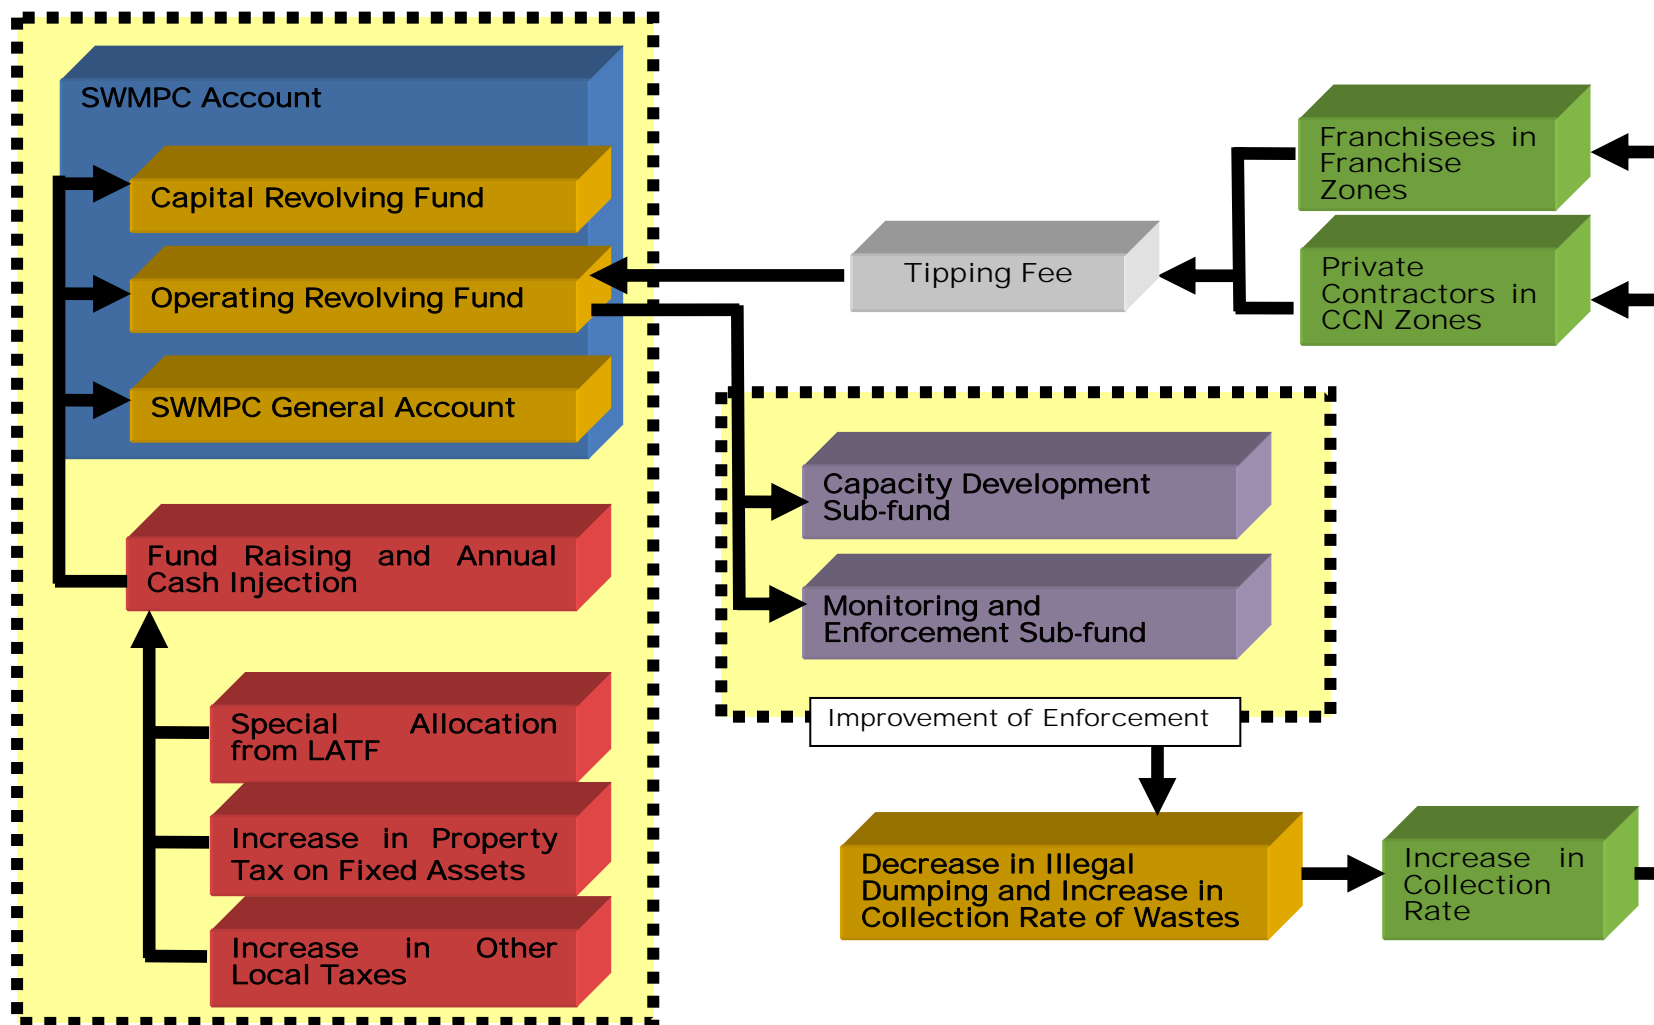 SWMPC Account
Capital Revolving Fund
Operating Revolving Fund
SWMPC General Account
Fund Raising and Annual
Cash Injection
Special Allocation
from LATF
Increase in Property
Tax on Fixed Assets
Increase in Other
Local Taxes
Tipping Fee
Franchisees in
Franchise
Zones
Private
Contractors in
CCN Zones
Capacity Development
Sub-fund
Monitoring and
Enforcement Sub-fund
Improvement of Enforcement
Decrease in Illegal
Dumping and Increase in
Collection Rate of Wastes
Increase in
Collection
Rate